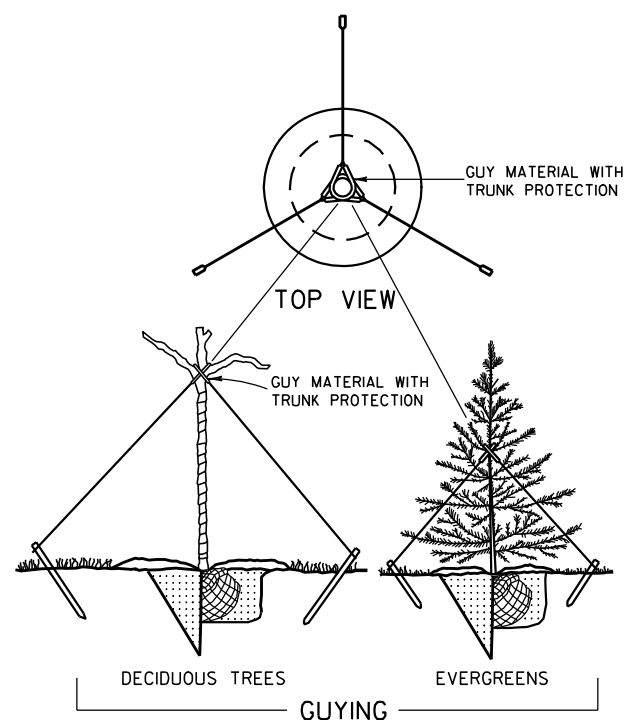 GUY MATERIAL WITH
TRUNK PROTECTION
TOP VIEW
GUY MATERIAL WITH
TRUNK PROTECTION
DECIDUOUS TREES
EVERGREENS
GUYING